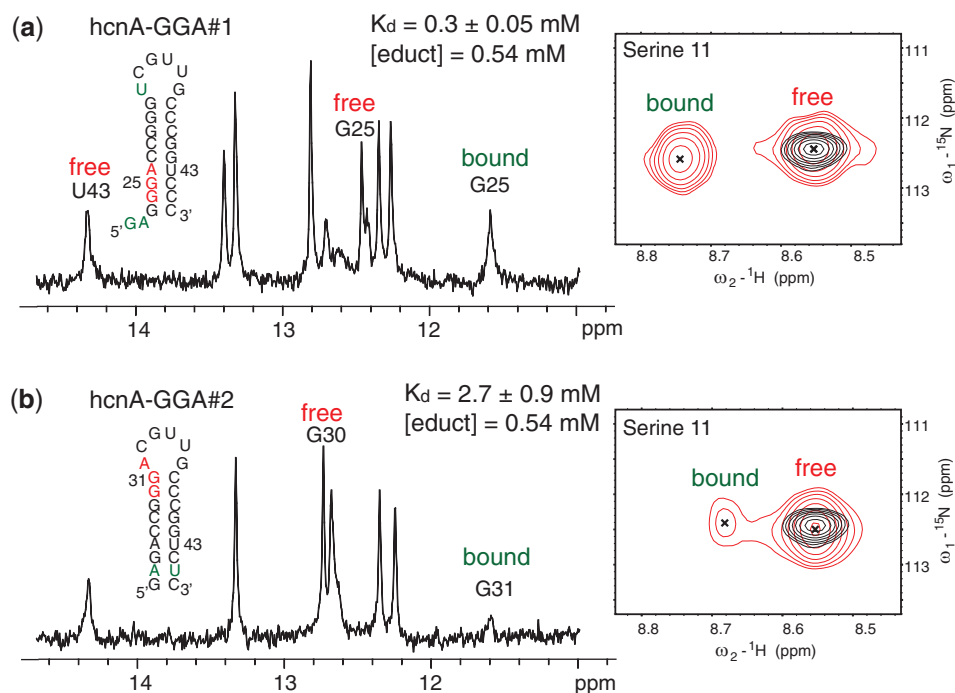 (a)
hcnA-GGA#1
Kd = 0.3 ± 0.05 mM
[educt] = 0.54 mM
free
U43
free
G25
bound
G25
G U
C U
U G
G C
G C
G C
G C
C G
C G
A U
25 G C 43
G C
G C 3'
5' G A
14 13 12 ppm
Serine 11
bound
free
111
112
113
ω1 - 15N (ppm)
8.8 8.7 8.6 8.5
ω2 - 1H (ppm)
(b)
hcnA-GGA#2
Kd = 2.7 ± 0.9 mM
[educt] = 0.54 mM
free
G30
bound
G31
G U
C U
A G
31 G C
G C
G C
C G
C G
A U 43
G C
A U
5' G C 3'
14 13 12 ppm
Serine 11
bound
free
111
112
113
ω1 - 15N (ppm)
8.8 8.7 8.6 8.5
ω2 - 1H (ppm)